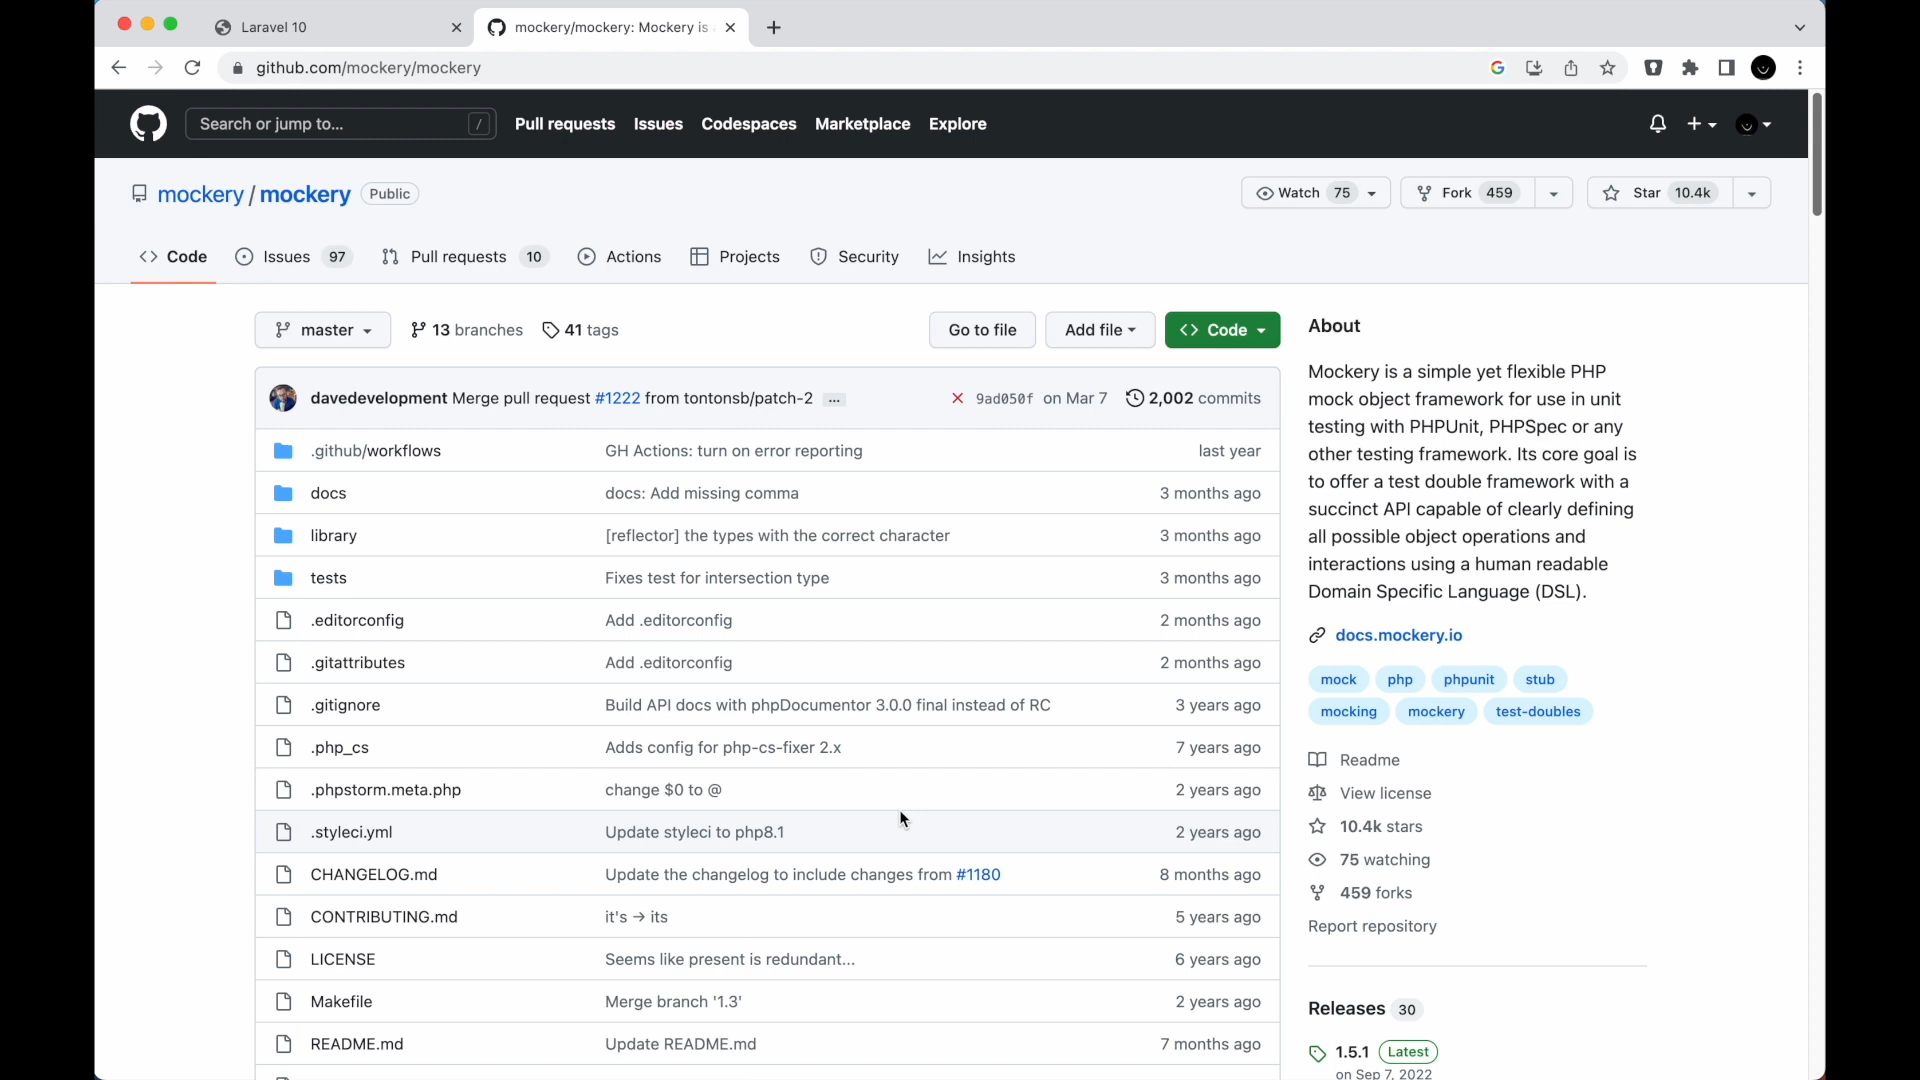 Laravel 10
mockery/mockery: Mockery is
github.com/mockery/mockery
Search or jump to... /
Pull requests Issues Codespaces Marketplace Explore
mockery / mockery Public
Watch 75 Fork 459 Star 10.4k
Code Issues 97 Pull requests 10 Actions Projects Security Insights
master 13 branches 41 tags Go to file Add file Code
davedevelopment Merge pull request #1222 from tontonsb/patch-2 ... 9ad050f on Mar 7 2,002 commits
.github/workflows GH Actions: turn on error reporting last year
docs docs: Add missing comma 3 months ago
library [reflector] the types with the correct character 3 months ago
tests Fixes test for intersection type 3 months ago
.editorconfig Add .editorconfig 2 months ago
.gitattributes Add .editorconfig 2 months ago
.gitignore Build API docs with phpDocumentor 3.0.0 final instead of RC 3 years ago
.php_cs Adds config for php-cs-fixer 2.x 7 years ago
.phpstorm.meta.php change $0 to @ 2 years ago
.styleci.yml Update styleci to php8.1 2 years ago
CHANGELOG.md Update the changelog to include changes from #1180 8 months ago
CONTRIBUTING.md it's → its 5 years ago
LICENSE Seems like present is redundant... 6 years ago
Makefile Merge branch '1.3' 2 years ago
README.md Update README.md 7 months ago
About
Mockery is a simple yet flexible PHP
mock object framework for use in unit
testing with PHPUnit, PHPSpec or any
other testing framework. Its core goal is
to offer a test double framework with a
succinct API capable of clearly defining
all possible object operations and
interactions using a human readable
Domain Specific Language (DSL).
docs.mockery.io
mock php phpunit stub
mocking mockery test-doubles
Readme
View license
10.4k stars
75 watching
459 forks
Report repository
Releases 30
1.5.1 Latest
on Sep 7, 2022